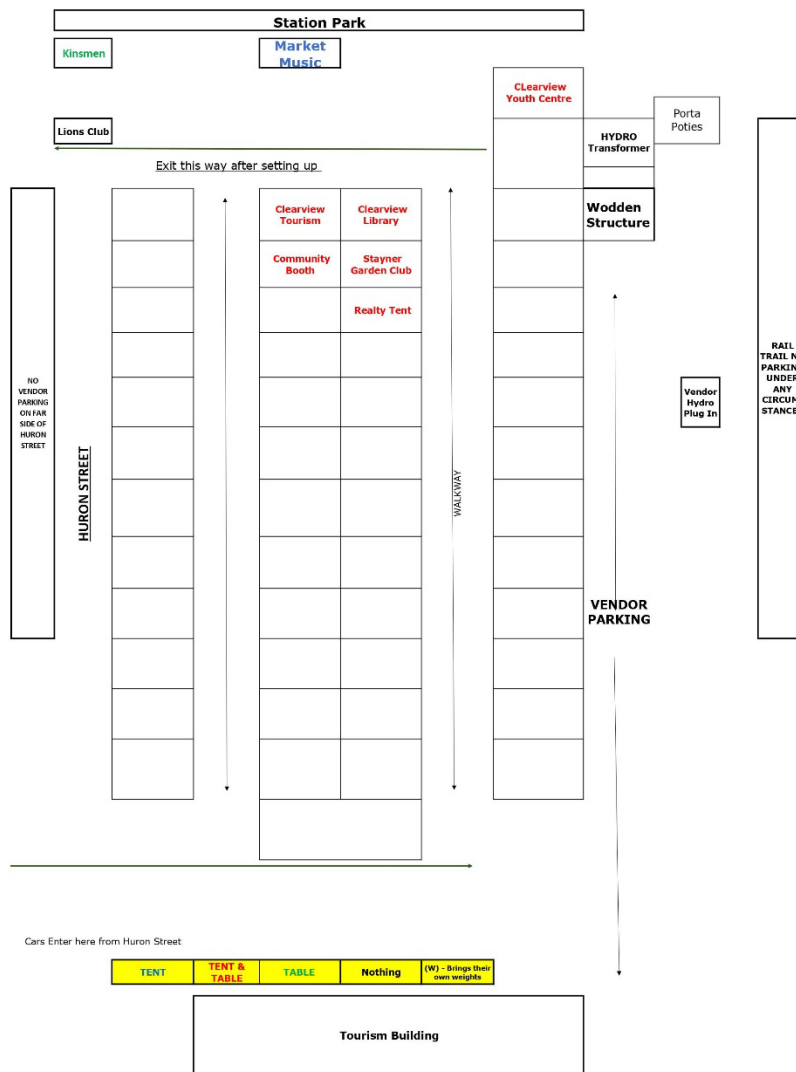 Station Park
Kinsmen
Market
Music
CLearview
Youth Centre
Porta
Poties
Lions Club
HYDRO
Transformer
Exit this way after setting up
Clearview
Tourism
Clearview
Library
Wodden
Structure
Community
Booth
Stayner
Garden Club
Realty Tent
NO
VENDOR
PARKING
ON FAR
SIDE OF
HURON
STREET
HURON STREET
WALKWAY
Vendor
Hydro
Plug In
RAIL
TRAIL N
PARKIN
UNDER
ANY
CIRCUM
STANCE
VENDOR
PARKING
Cars Enter here from Huron Street
TENT
TENT &
TABLE
TABLE
Nothing
(W) - Brings their
own weights
Tourism Building